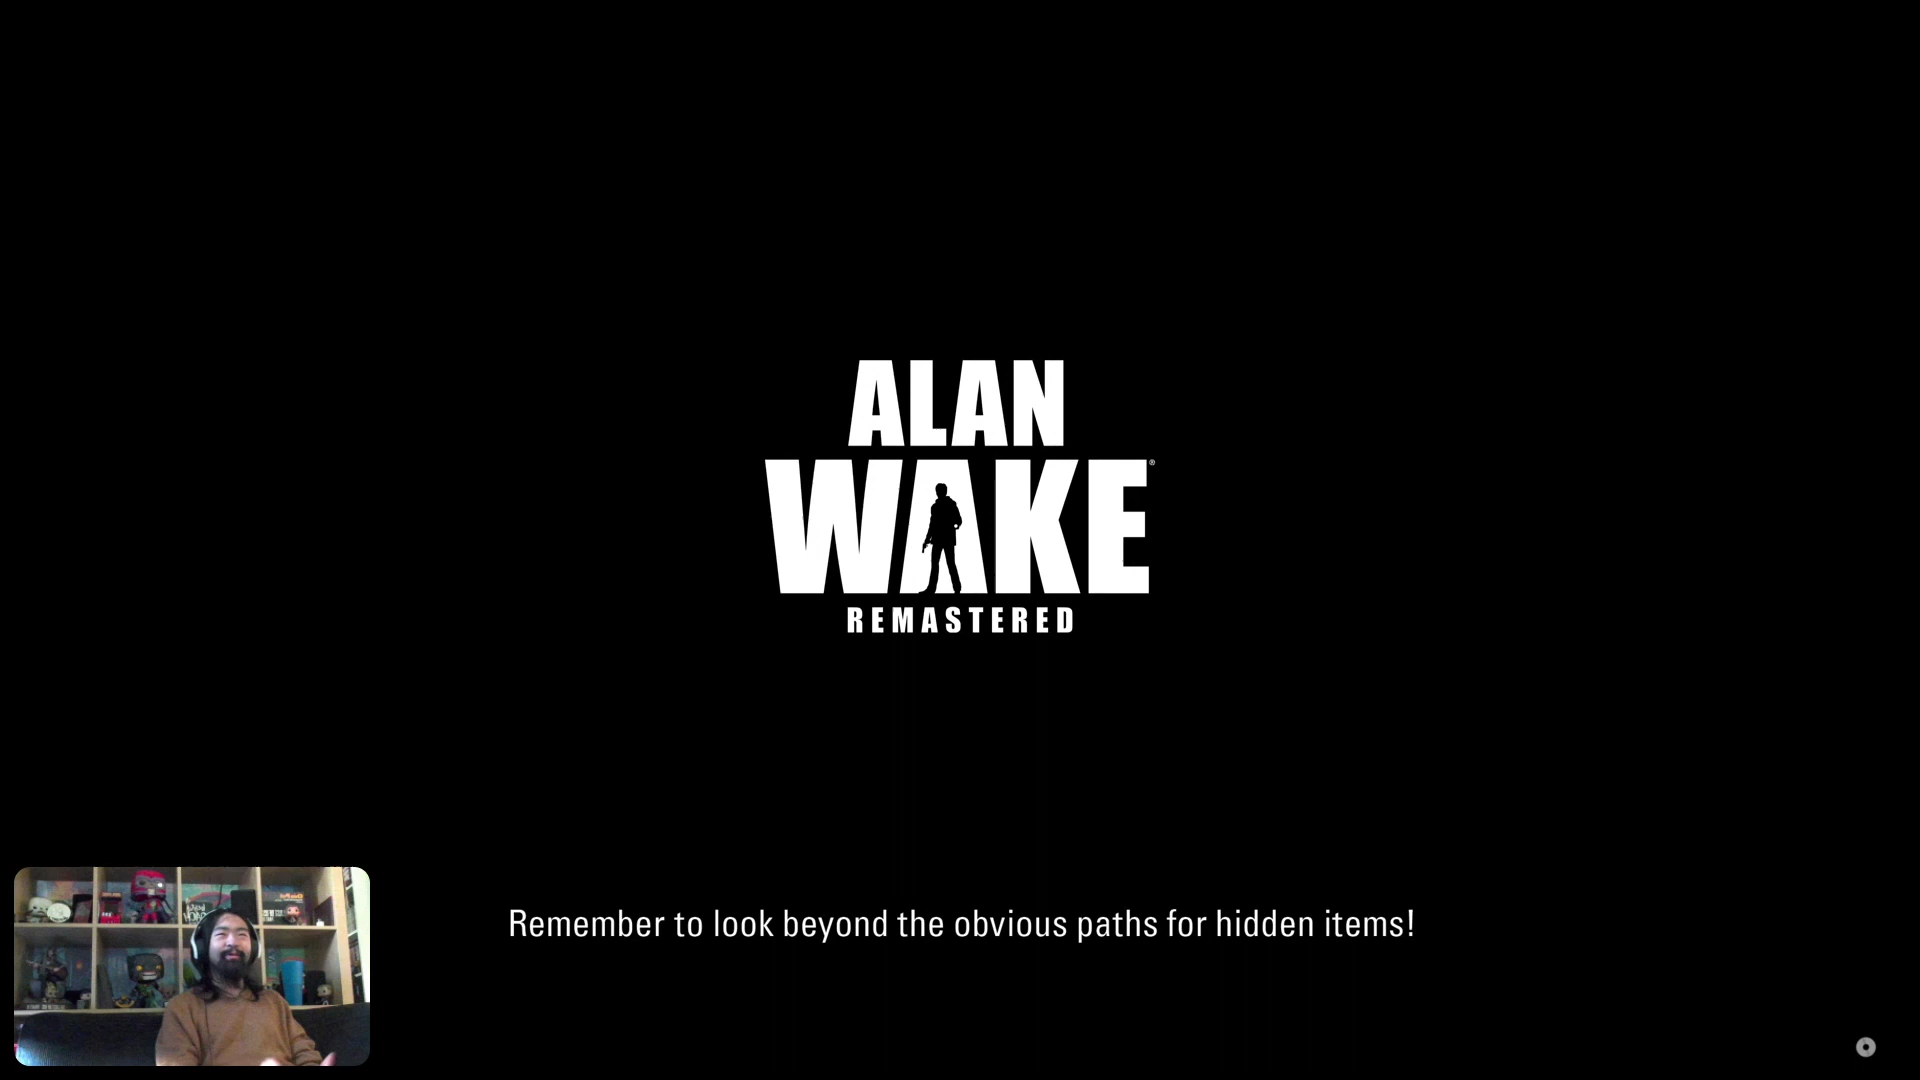 ALAN
WAKE®
REMASTERED
Remember to look beyond the obvious paths for hidden items!